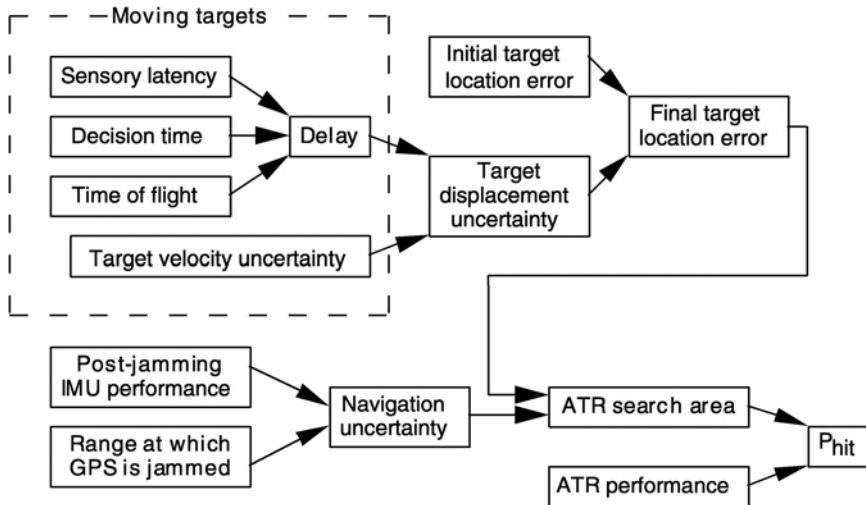 Moving targets
Sensory latency
Decision time
Time of flight
Delay
Target velocity uncertainty
Initial target
location error
Target
displacement
uncertainty
Final target
location error
Post-jamming
IMU performance
Range at which
GPS is jammed
Navigation
uncertainty
ATR search area
ATR performance
Phit